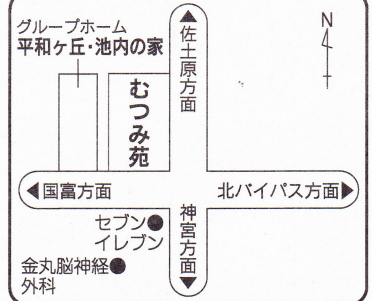 グループホーム
平和ヶ丘・池内の家
N
佐土原方面
むつみ苑
国富方面
北バイパス方面
神宮方面
セブン
イレブン
金丸脳神経
外科